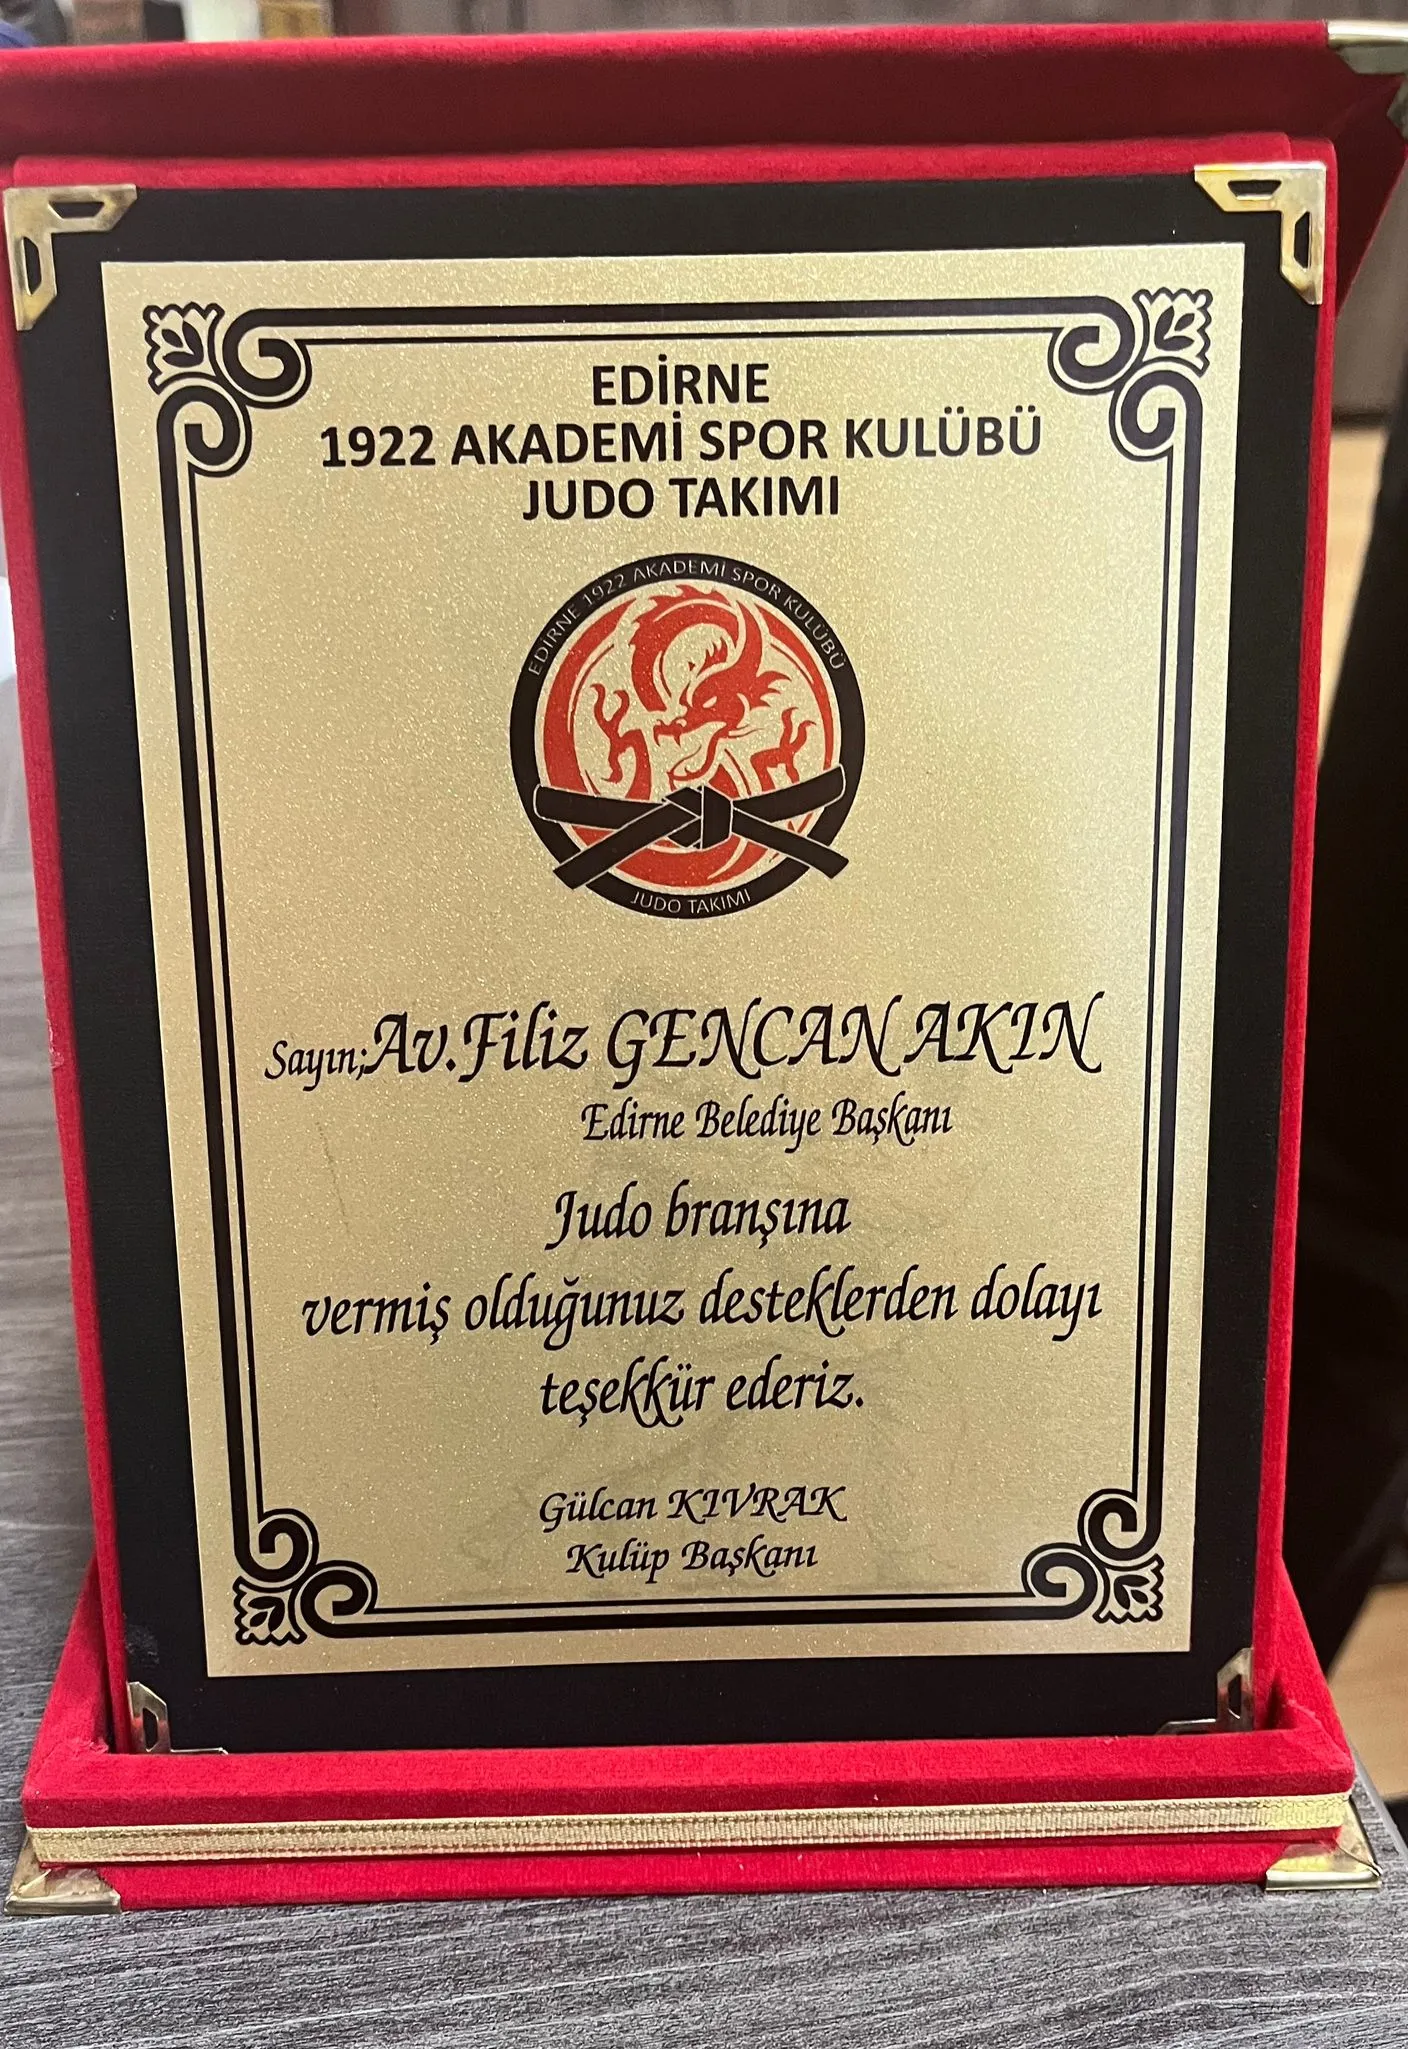 EDİRNE
1922 AKADEMİ SPOR KULÜBÜ
JUDO TAKIMI
EDİRNE 1922 AKADEMİ SPOR KULÜBÜ
JUDO TAKIMI
Sayın;Av.Filiz GENCAN AKIN
Edirne Belediye Başkanı
Judo branşına
vermiş olduğunuz desteklerden dolayı
teşekkür ederiz.
Gülcan KIVRAK
Kulüp Başkanı